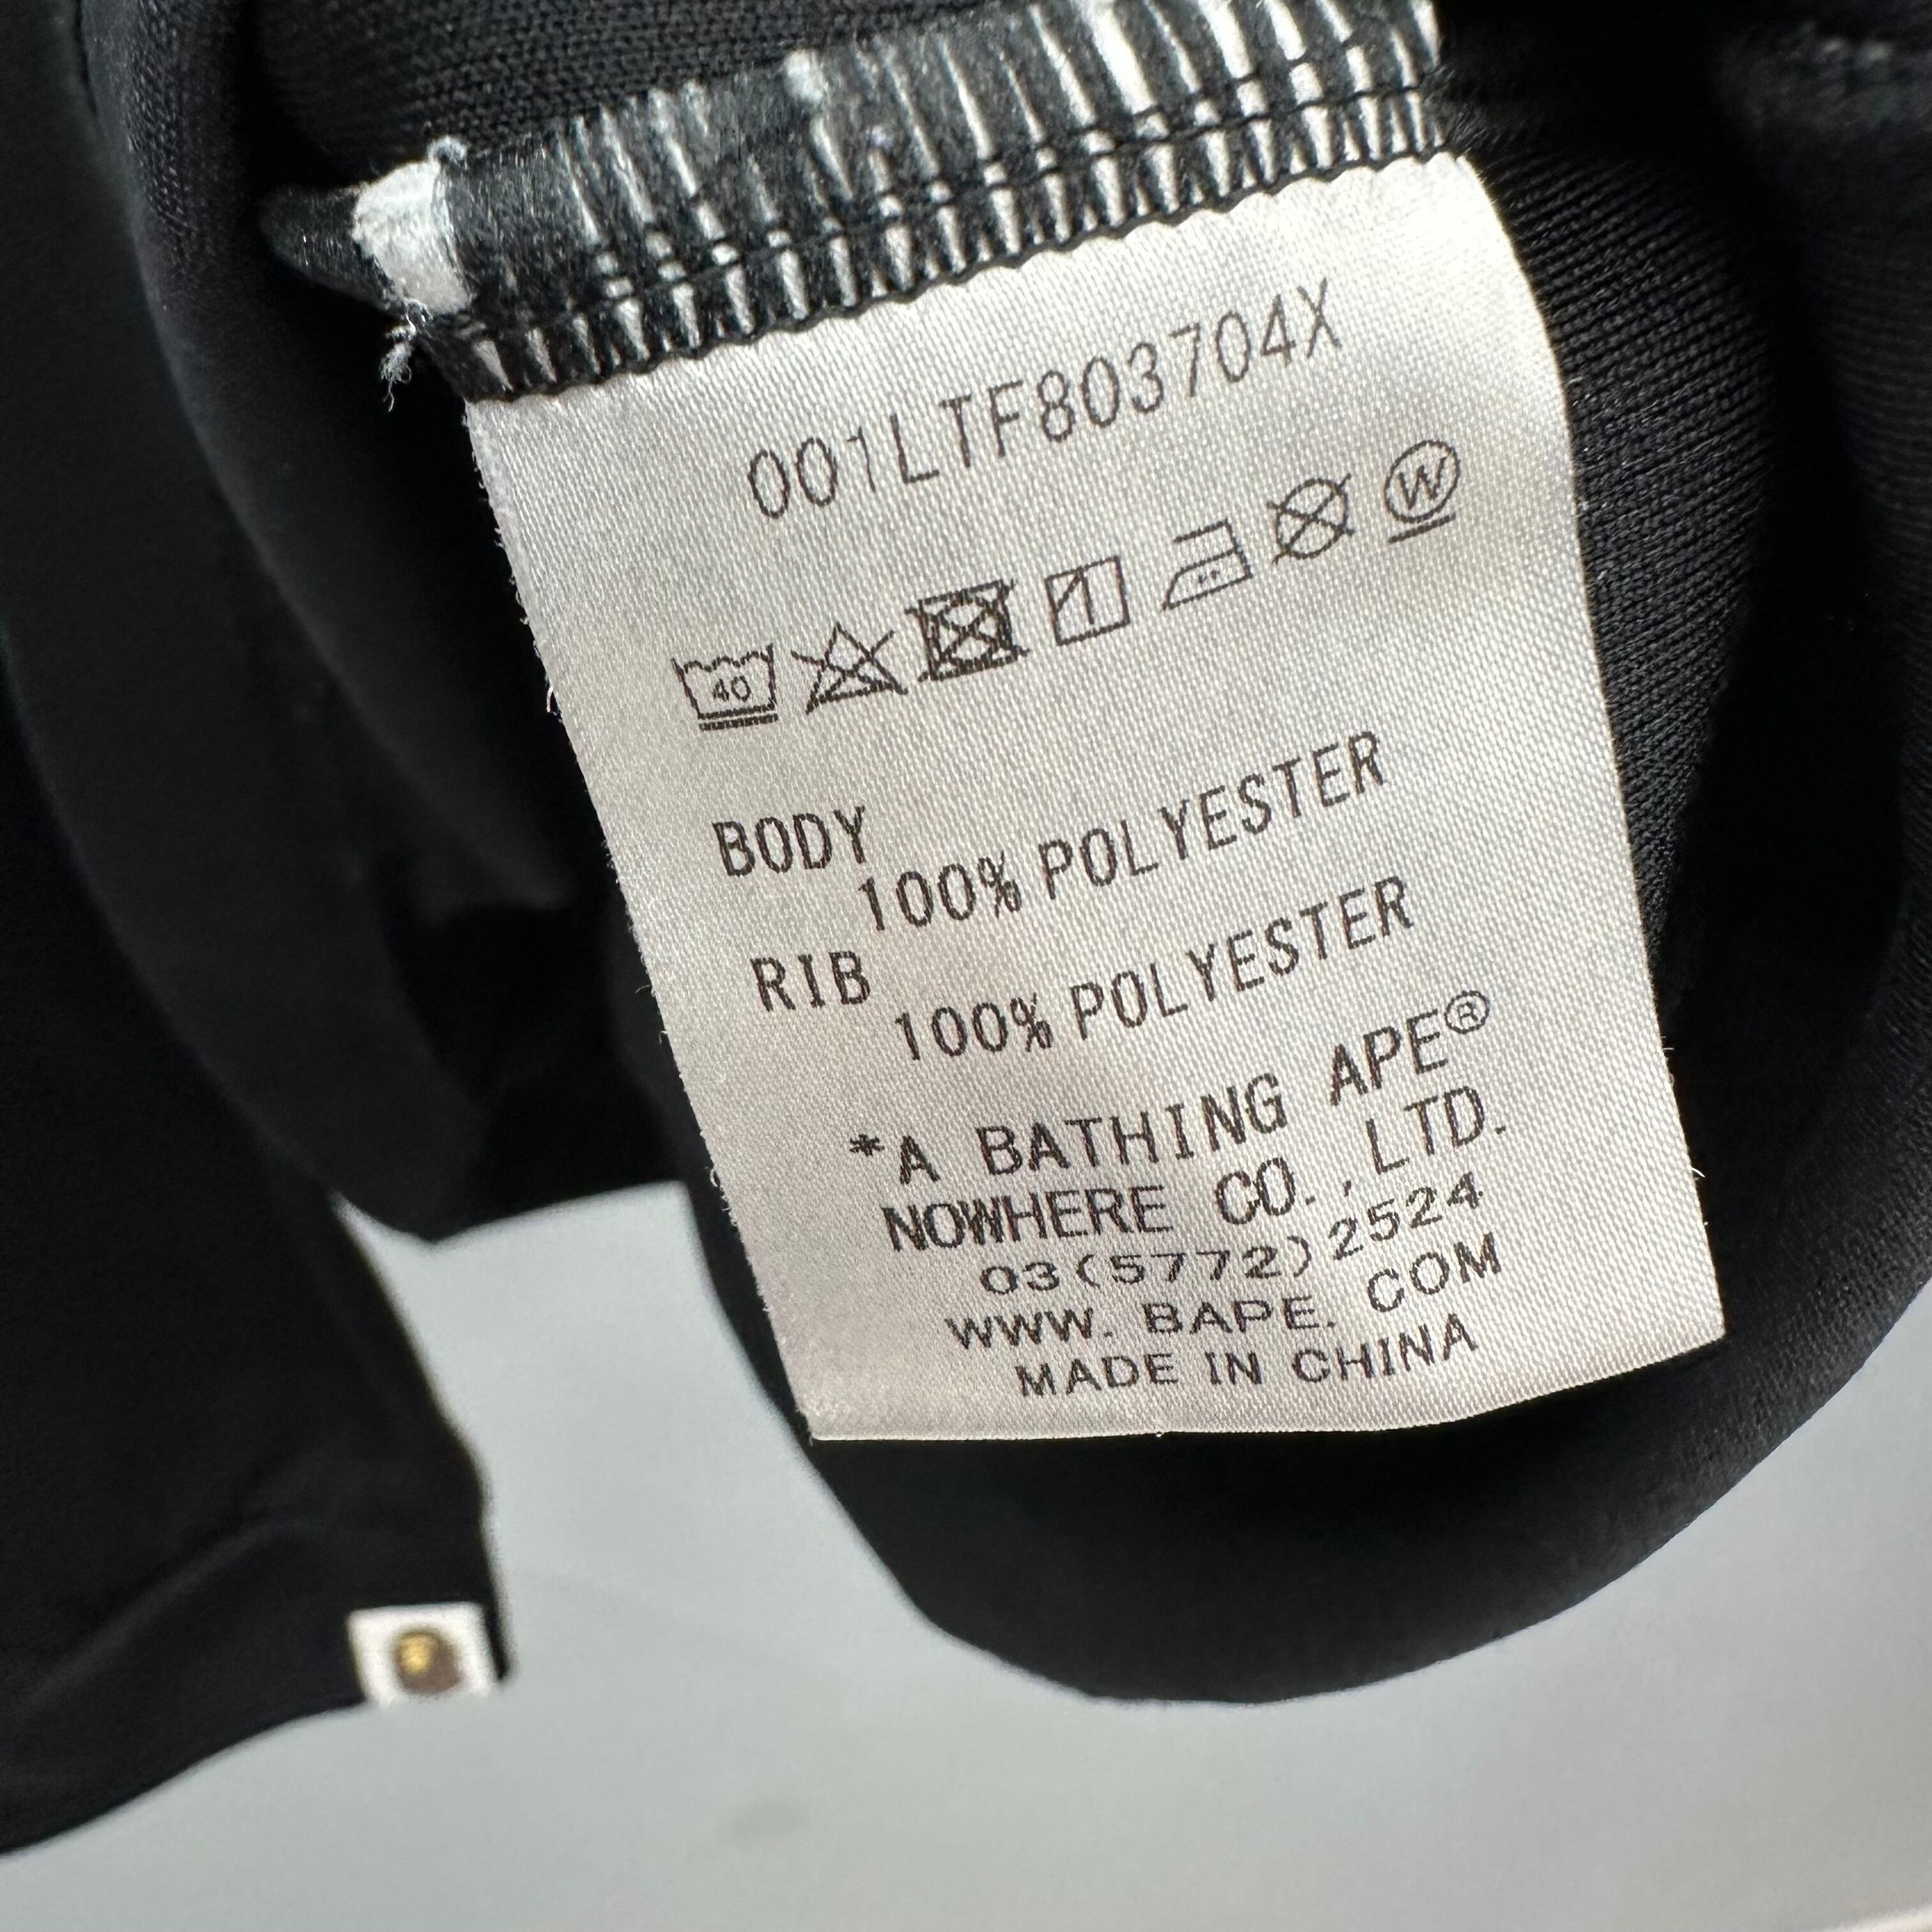 001LTF803704X
40
W
BODY
100% POLYESTER
RIB
100% POLYESTER
*A BATHING APE®
NOWHERE CO., LTD.
03(5772)2524
WWW. BAPE. COM
MADE IN CHINA